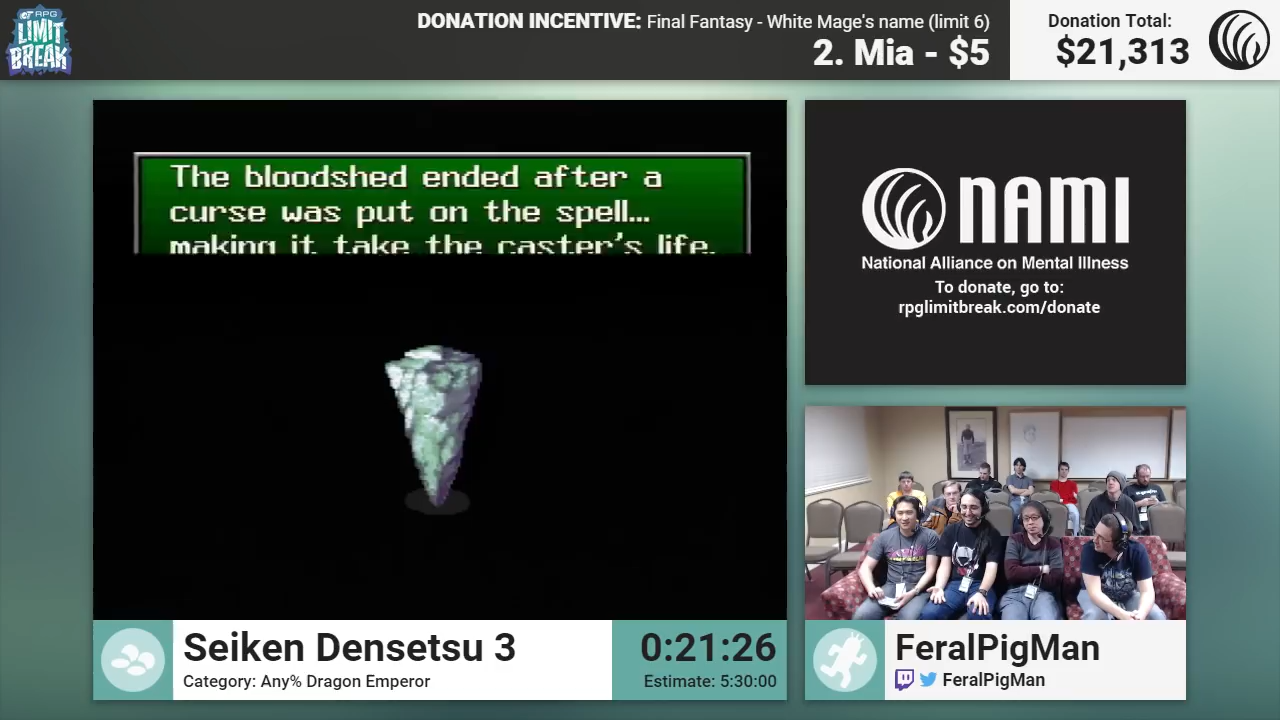 RPG
LIMIT
BREAK
DONATION INCENTIVE: Final Fantasy - White Mage's name (limit 6)
2. Mia - $5
Donation Total:
$21,313
The bloodshed ended after a
curse was put on the spell...
making it take the caster's life.
NAMI
National Alliance on Mental Illness
To donate, go to:
rpglimitbreak.com/donate
Seiken Densetsu 3
Category: Any% Dragon Emperor
0:21:26
Estimate: 5:30:00
FeralPigMan
FeralPigMan